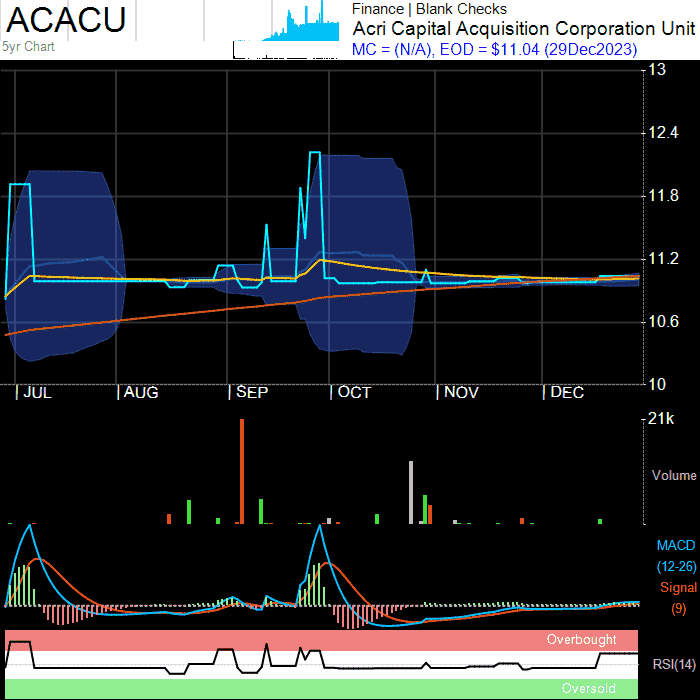 ACACU
5yr Chart
Finance | Blank Checks
Acri Capital Acquisition Corporation Unit
MC = (N/A), EOD = $11.04 (29Dec2023)
13
12.4
11.8
11.2
10.6
10
JUL AUG SEP OCT NOV DEC
21k
Volume
MACD
(12-26)
Signal
(9)
Overbought
RSI(14)
Oversold